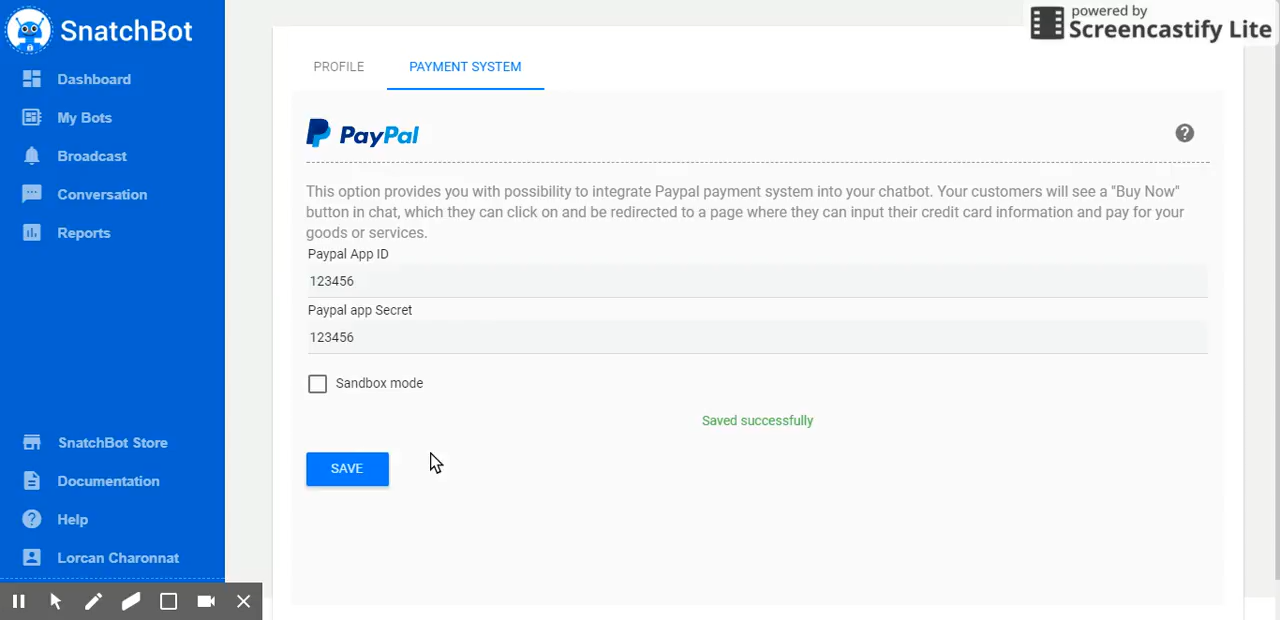 SnatchBot
Dashboard
My Bots
Broadcast
Conversation
Reports
SnatchBot Store
Documentation
Help
Lorcan Charonnat
powered by
Screencastify Lite
PROFILE
PAYMENT SYSTEM
PayPal
This option provides you with possibility to integrate Paypal payment system into your chatbot. Your customers will see a "Buy Now"
button in chat, which they can click on and be redirected to a page where they can input their credit card information and pay for your
goods or services.
Paypal App ID
123456
Paypal app Secret
123456
Sandbox mode
Saved successfully
SAVE